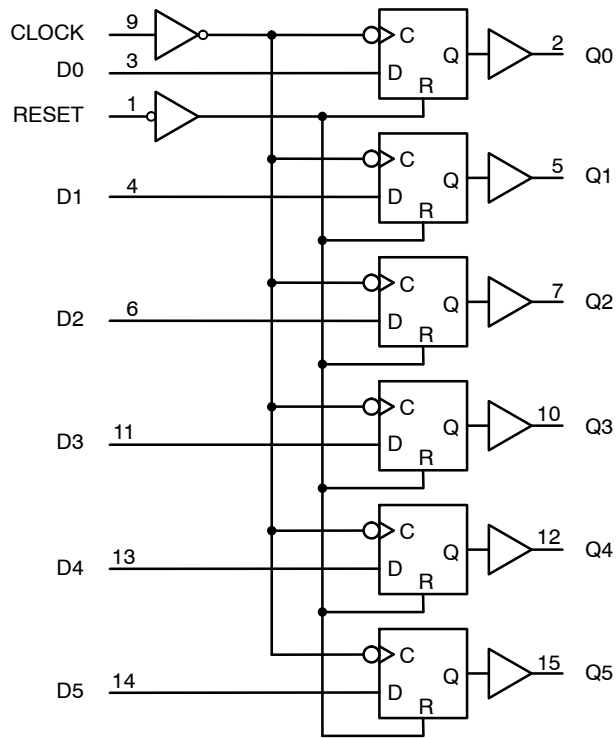 CLOCK 9 C Q 2 Q0
D0 3 D
R
RESET 1
C Q 5 Q1
D1 4 D
R
C Q 7 Q2
D2 6 D
R
C Q 10 Q3
D3 11 D
R
C Q 12 Q4
D4 13 D
R
C Q 15 Q5
D5 14 D
R